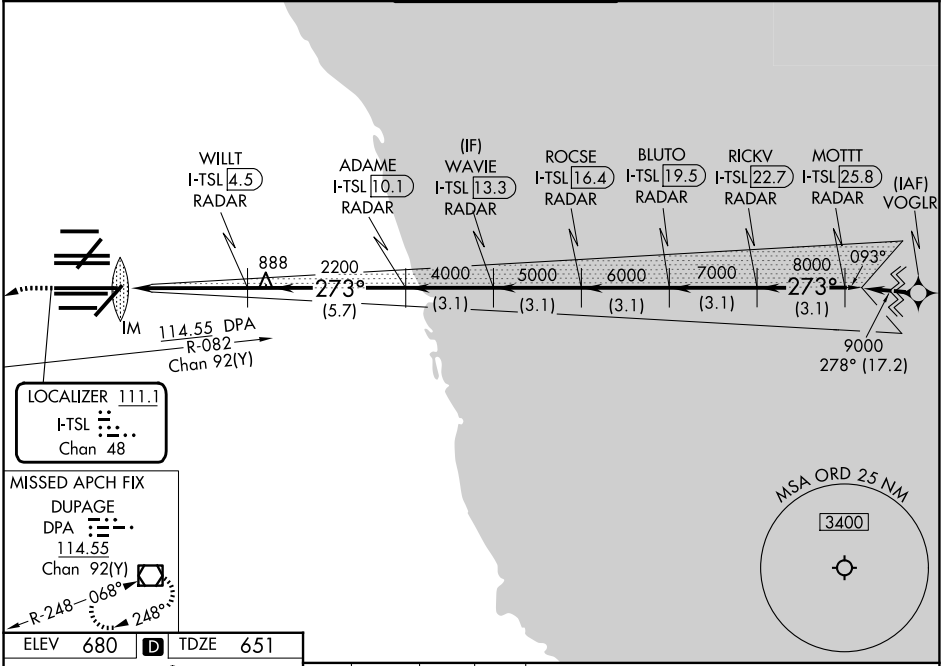 WILLT
I-TSL 4.5
RADAR
ADAME
I-TSL 10.1
RADAR
(IF)
WAVIE
I-TSL 13.3
RADAR
ROCSE
I-TSL 16.4
RADAR
BLUTO
I-TSL 19.5
RADAR
RICKV
I-TSL 22.7
RADAR
MOTTT
I-TSL 25.8
RADAR
(IAF)
VOGLR
888
2200
4000
5000
6000
7000
8000
093°
273°
273°
(5.7)
(3.1)
(3.1)
(3.1)
(3.1)
(3.1)
IM
9000
278° (17.2)
114.55 DPA
R-082
Chan 92(Y)
LOCALIZER 111.1
I-TSL
Chan 48
MISSED APCH FIX
DUPAGE
DPA
114.55
Chan 92(Y)
R-248
068°
248°
MSA ORD 25 NM
3400
ELEV 680 D TDZE 651